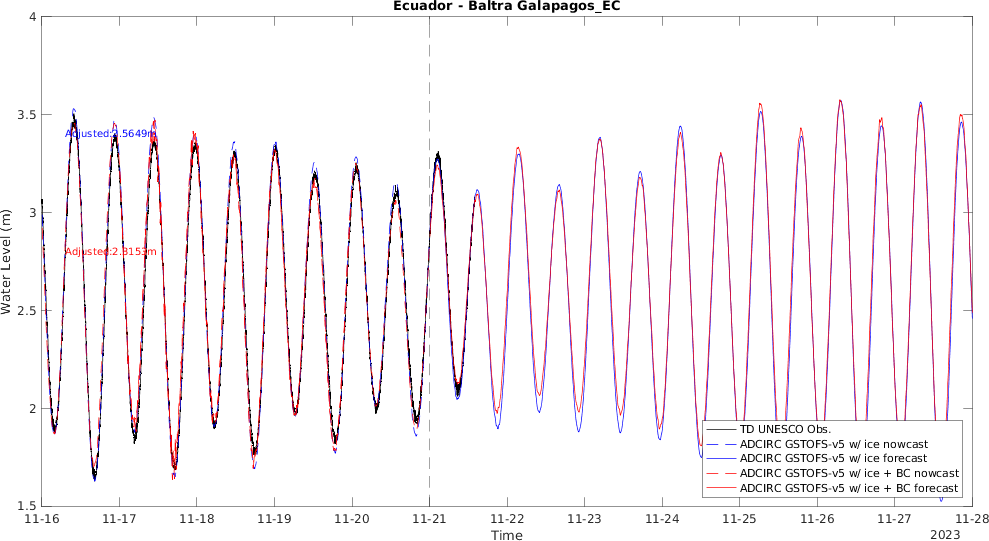 Ecuador - Baltra Galapagos_EC
4
3.5
3
2.5
2
1.5
Water Level (m)
Adjusted:2.3153m
11-16
11-17
11-18
11-19
11-20
11-21
11-22
11-23
11-24
11-25
11-26
11-27
11-28
Time
2023
TD UNESCO Obs.
ADCIRC GSTOFS-v5 w/ ice nowcast
ADCIRC GSTOFS-v5 w/ ice forecast
ADCIRC GSTOFS-v5 w/ ice + BC nowcast
ADCIRC GSTOFS-v5 w/ ice + BC forecast